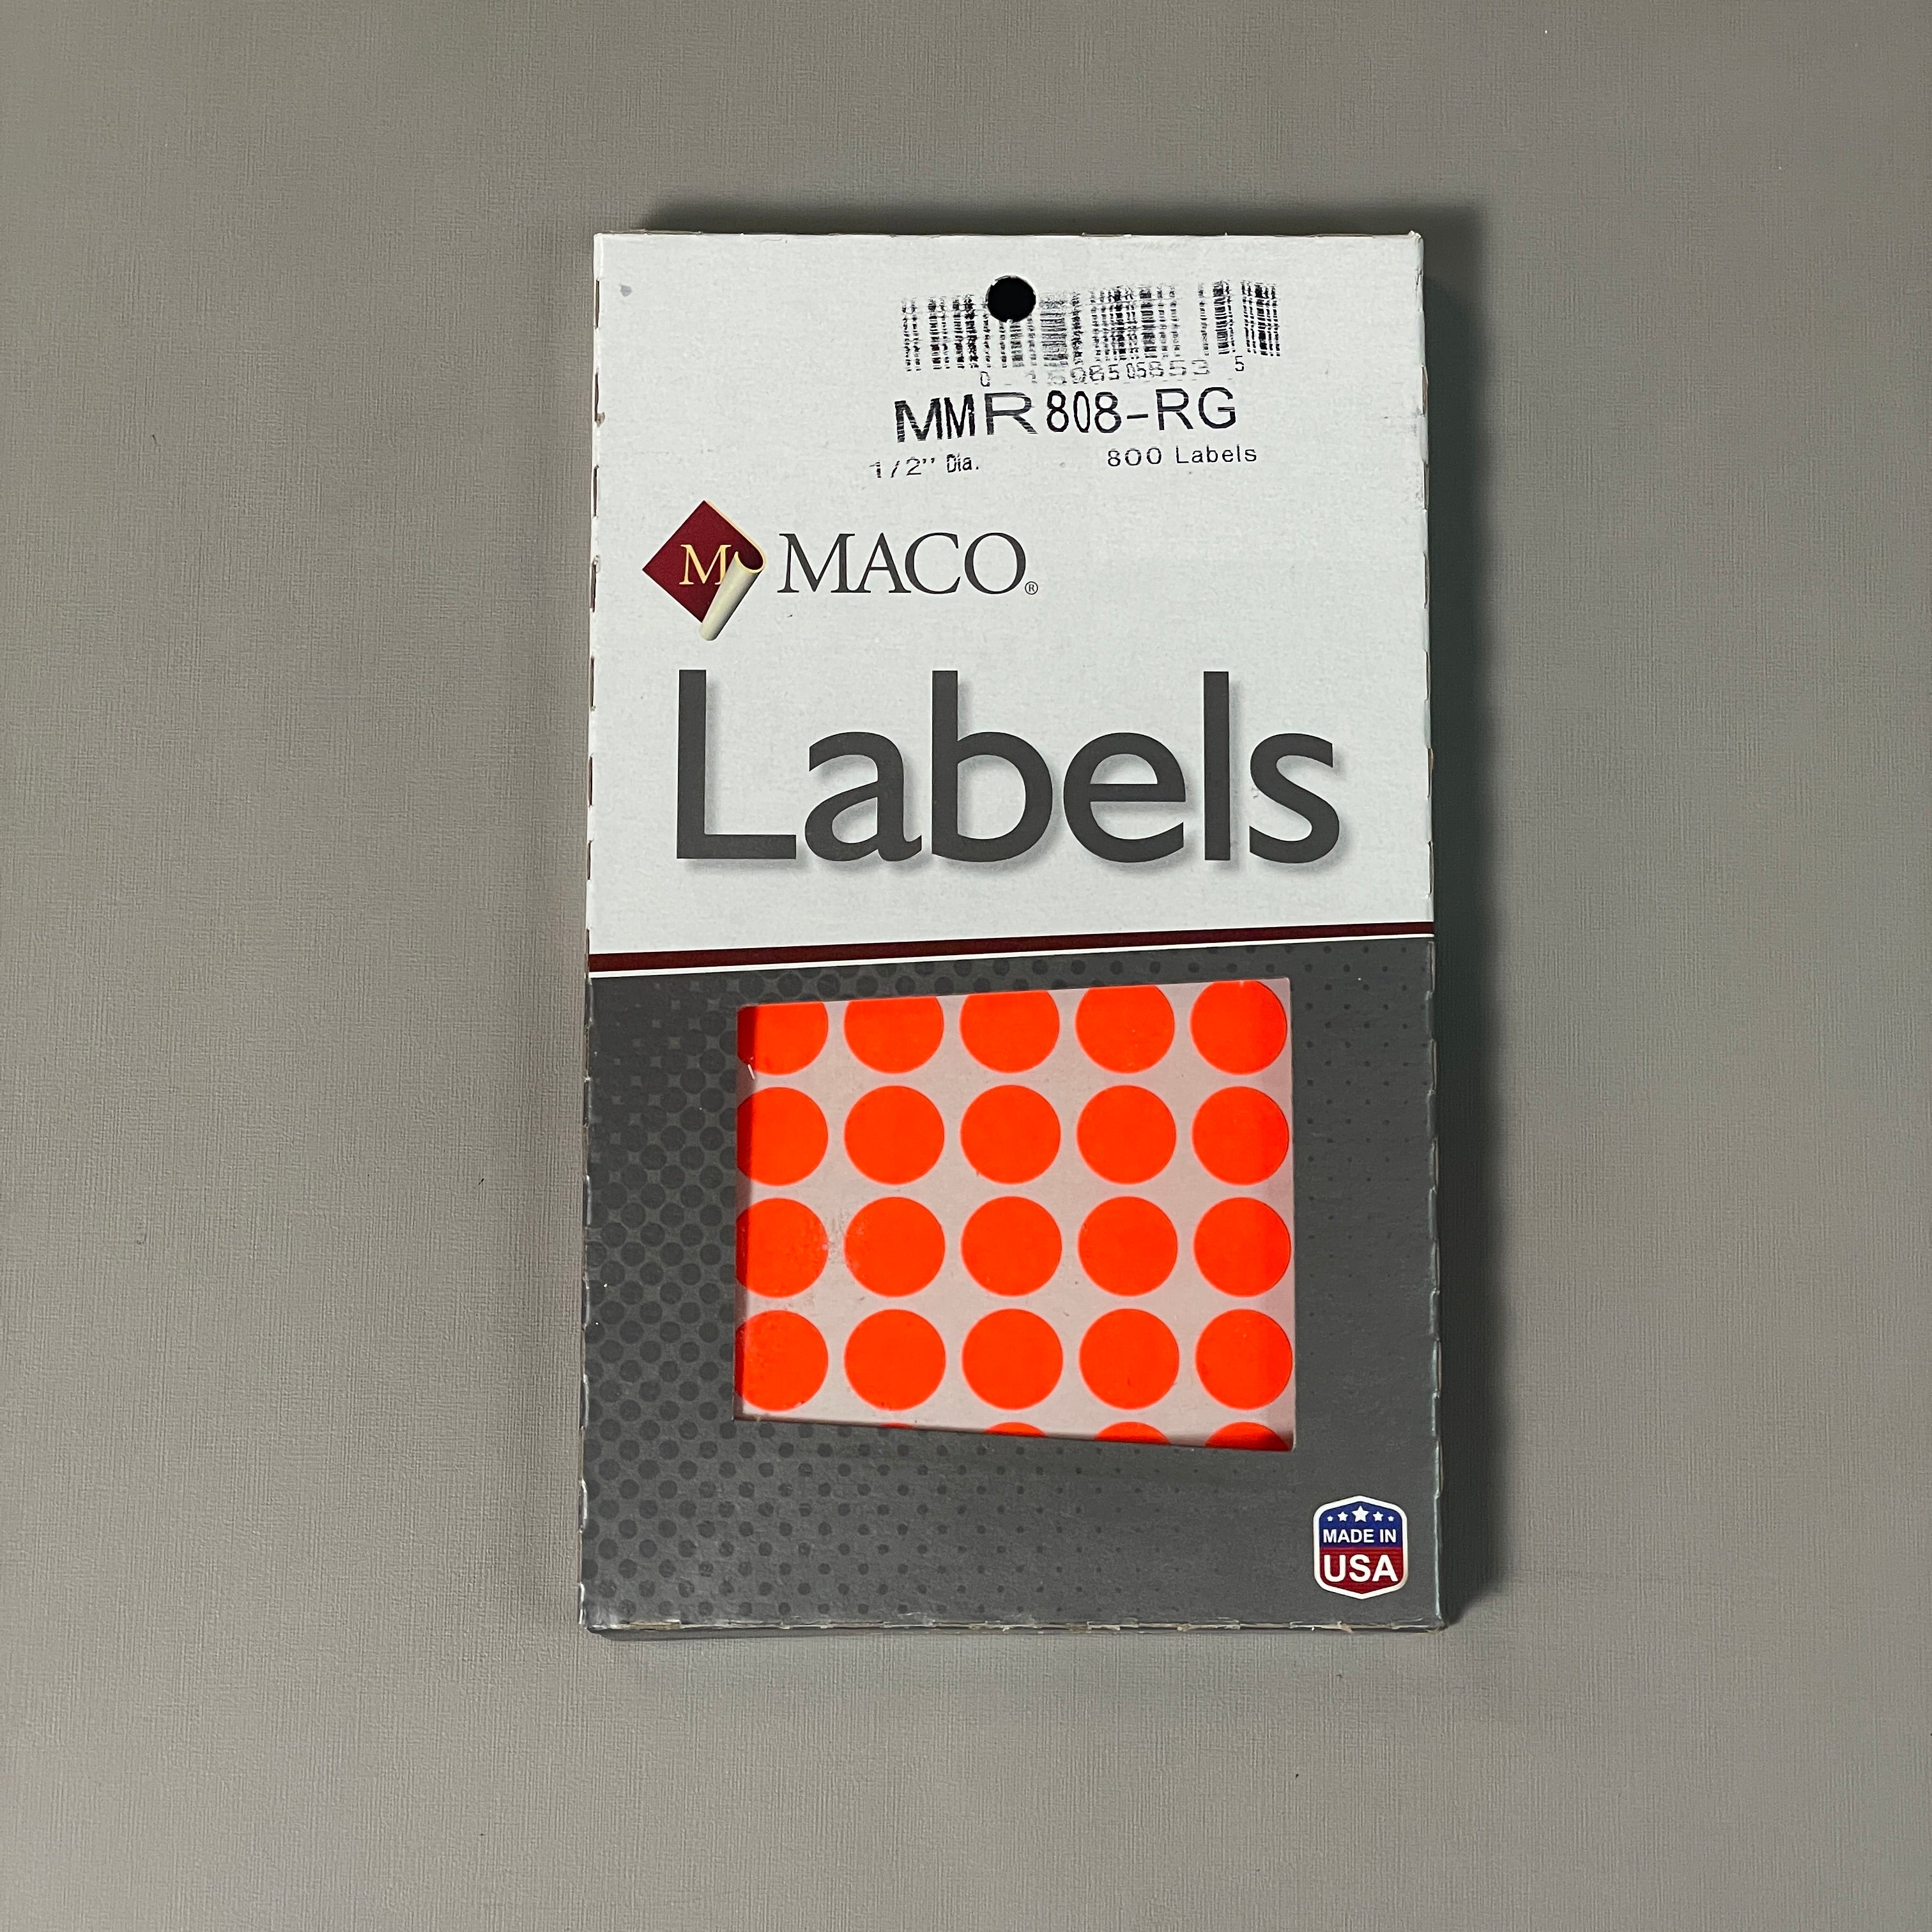 MMR808-RG
1/2" Dia. 800 Labels
M MACO®
Labels
MADE IN
USA